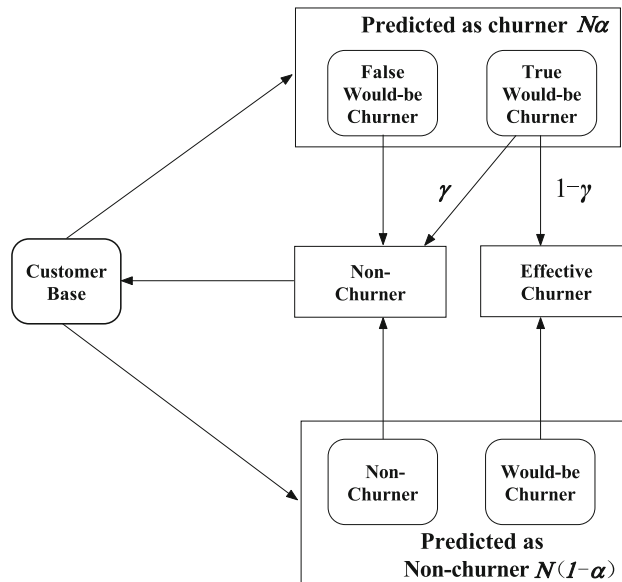 Predicted as churner Nα
False
Would-be
Churner
True
Would-be
Churner
γ
1−γ
Customer
Base
Non-
Churner
Effective
Churner
Non-
Churner
Would-be
Churner
Predicted as
Non-churner N(1−α)